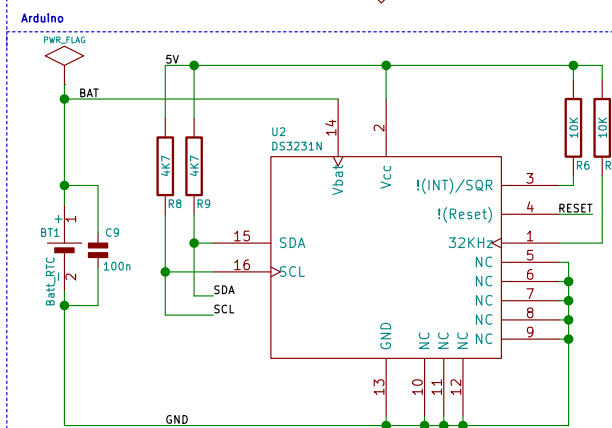 Arduino
PWR_FLAG
5V
BAT
U2
DS3231N
14
2
Vbat
Vcc
4K7
4K7
R8
R9
10K
10K
R6
R
!(INT)/SQR
3
!(Reset)
4
RESET
32KHz
1
NC
5
NC
6
NC
7
NC
8
NC
9
15
SDA
16
SCL
SDA
SCL
+
1
BT1
Batt_RTC
-
2
C9
100n
GND
NC
NC
NC
13
10
11
12
GND